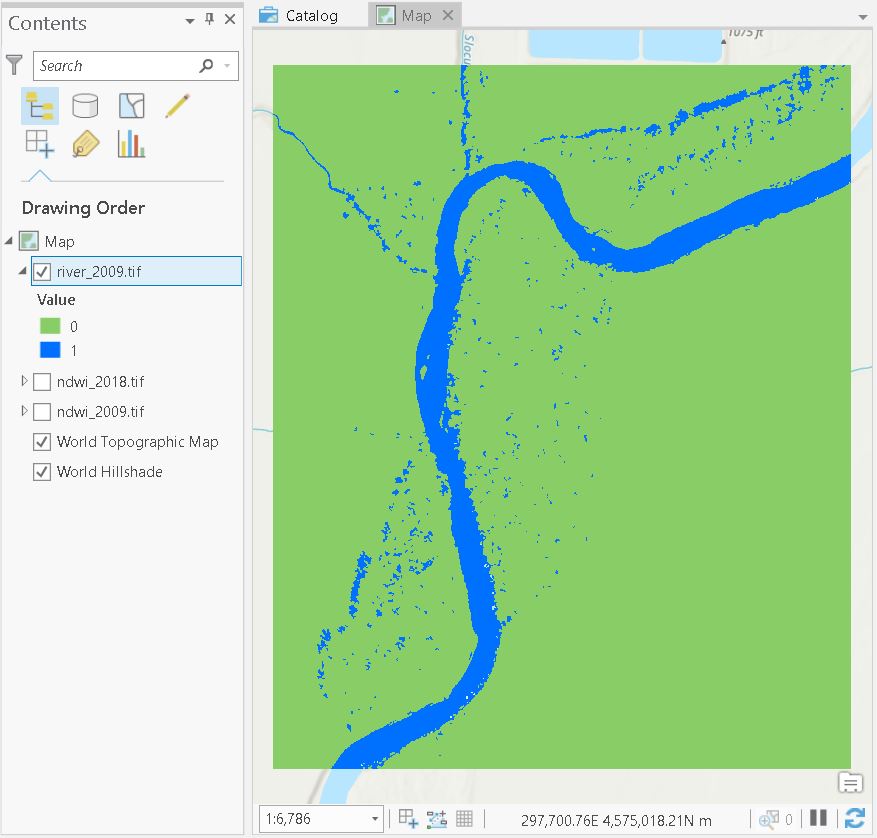 Contents
Catalog
Map
Search
1075 ft
Drawing Order
Map
river_2009.tif
Value
0
1
ndwi_2018.tif
ndwi_2009.tif
World Topographic Map
World Hillshade
1:6,786
297,700.76E 4,575,018.21N m
0